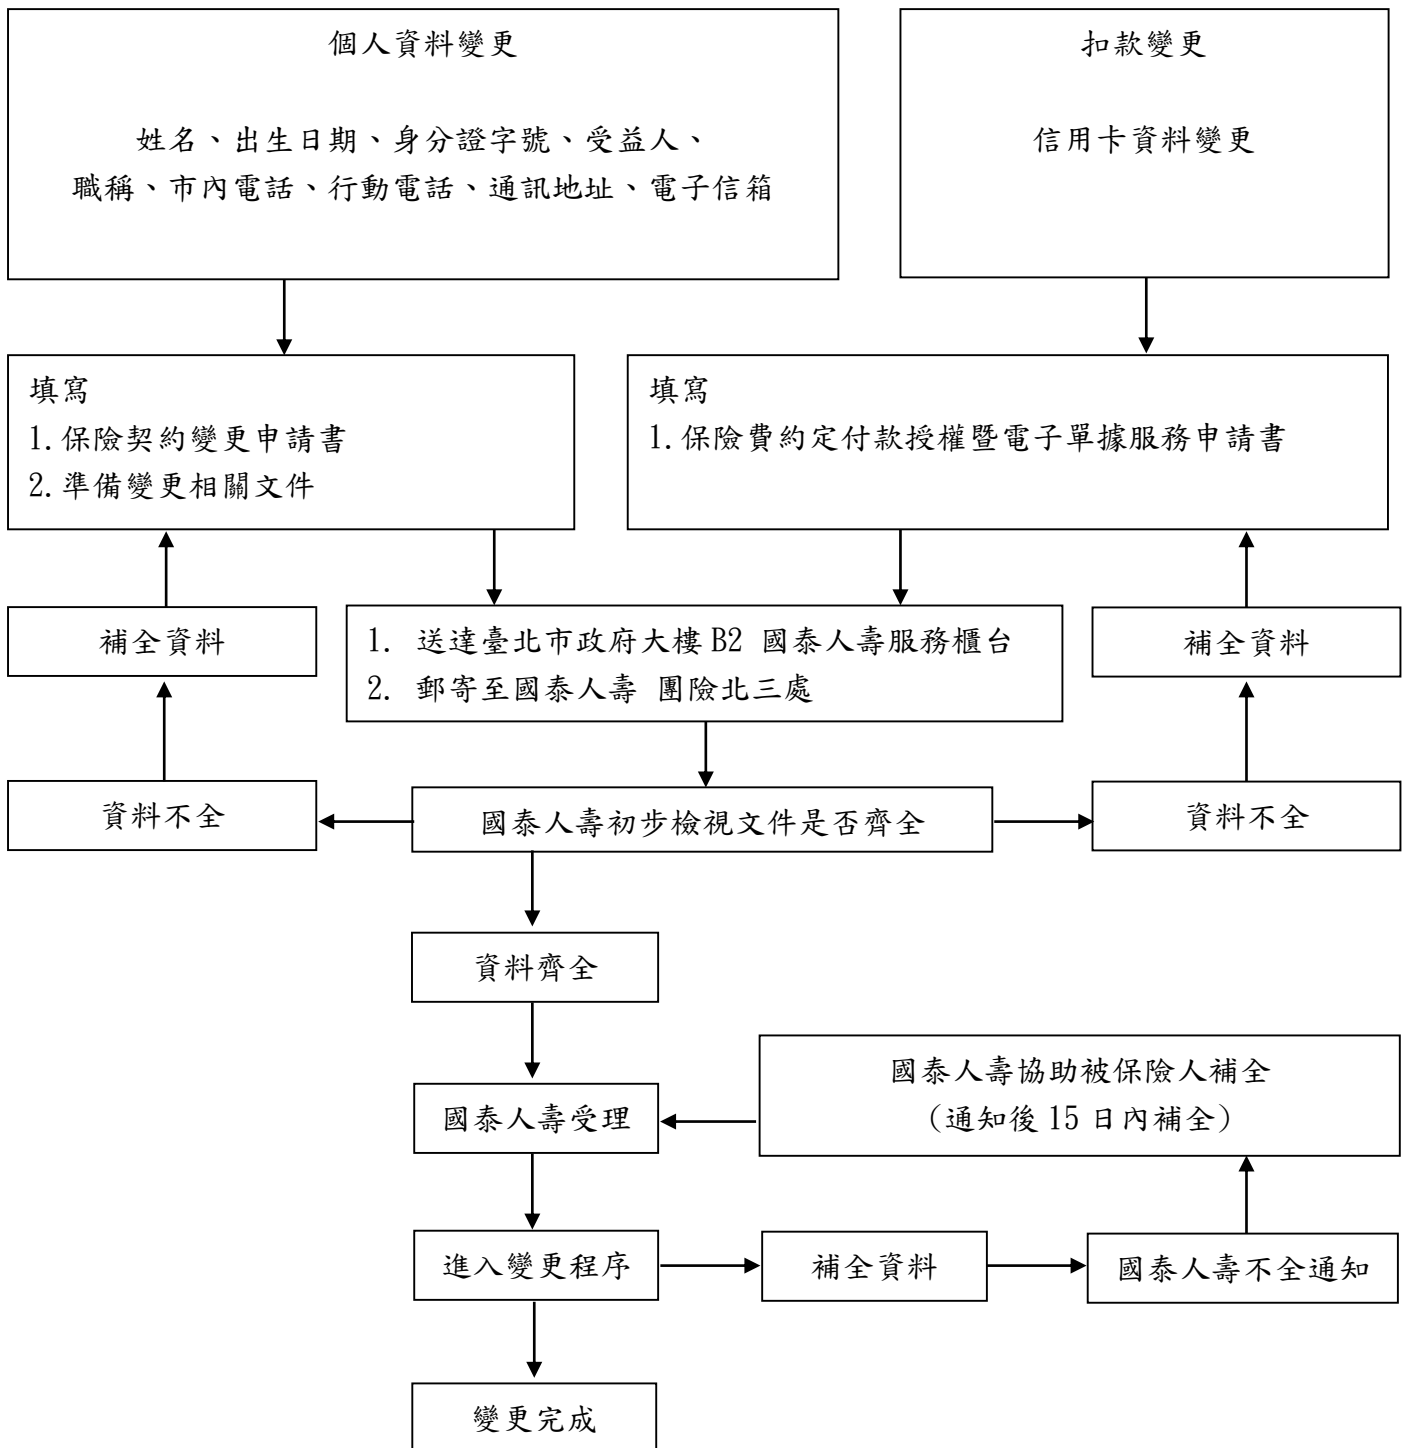 個人資料變更
姓名、出生日期、身分證字號、受益人、
職稱、市內電話、行動電話、通訊地址、電子信箱
扣款變更
信用卡資料變更
填寫
1.保險契約變更申請書
2.準備變更相關文件
填寫
1.保險費約定付款授權暨電子單據服務申請書
補全資料
1. 送達臺北市政府大樓 B2 國泰人壽服務櫃台
2. 郵寄至國泰人壽 團險北三處
補全資料
資料不全
國泰人壽初步檢視文件是否齊全
資料不全
資料齊全
國泰人壽協助被保險人補全
(通知後 15 日內補全)
國泰人壽受理
進入變更程序
補全資料
國泰人壽不全通知
變更完成